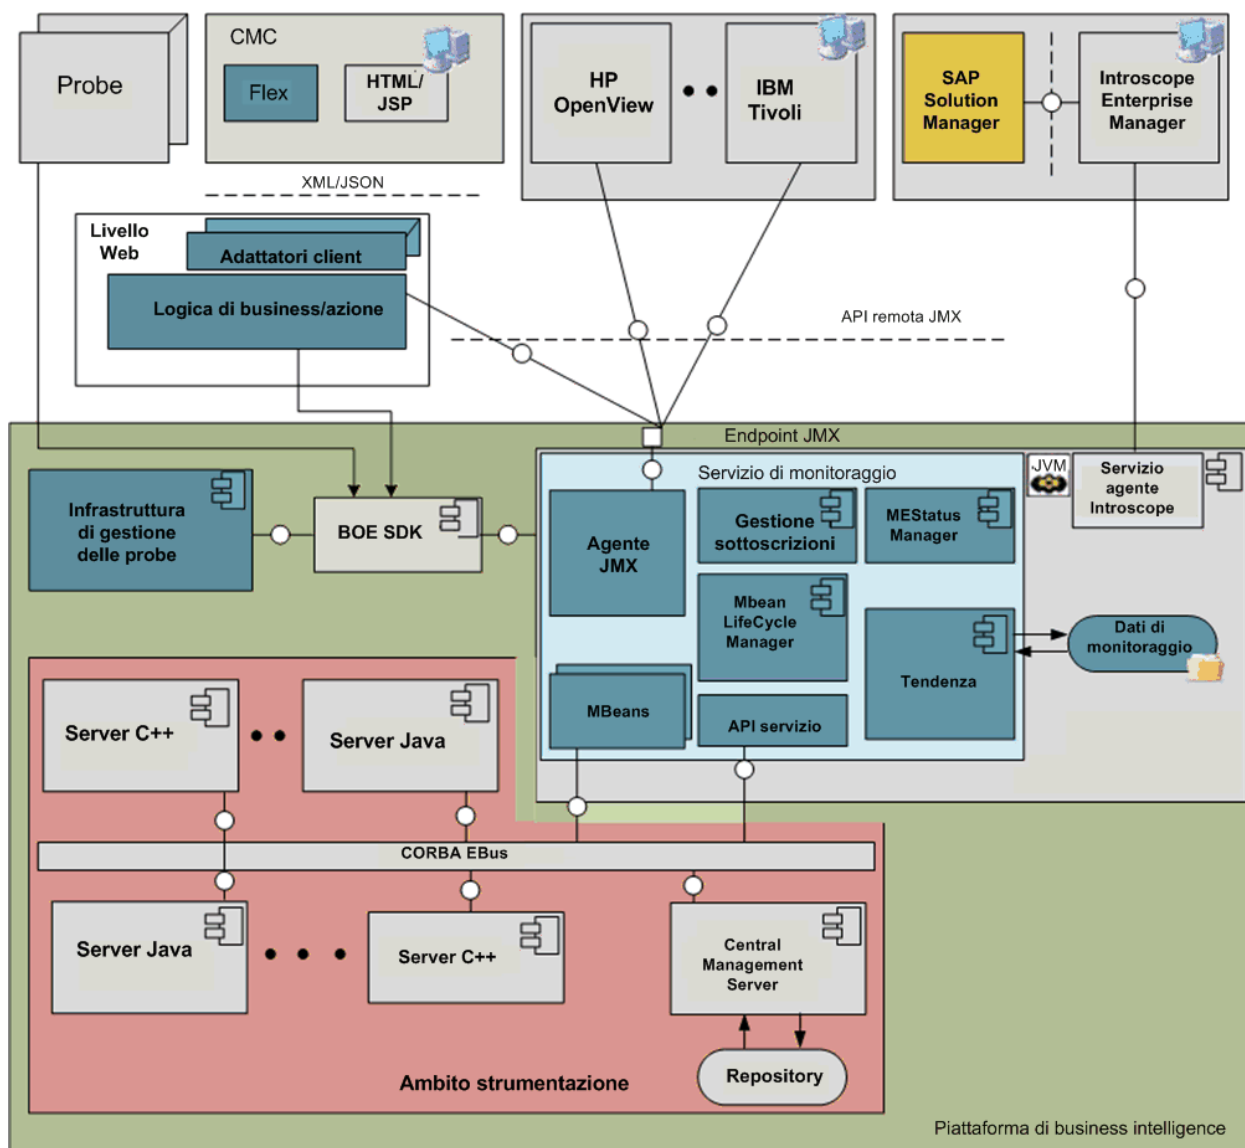 Probe
CMC
Flex
HTML/
JSP
HP
OpenView
IBM
Tivoli
SAP
Solution
Manager
Introscope
Enterprise
Manager
XML/JSON
Livello
Web
Adattatori client
Logica di business/azione
API remota JMX
Endpoint JMX
Servizio di monitoraggio
JVM
Servizio
agente
Introscope
Infrastruttura
di gestione
delle probe
BOE SDK
Agente
JMX
Gestione
sottoscrizioni
MEStatus
Manager
Mbean
LifeCycle
Manager
Tendenza
Dati di
monitoraggio
MBeans
API servizio
Server C++
Server Java
CORBA EBus
Server Java
Server C++
Central
Management
Server
Repository
Ambito strumentazione
Piattaforma di business intelligence